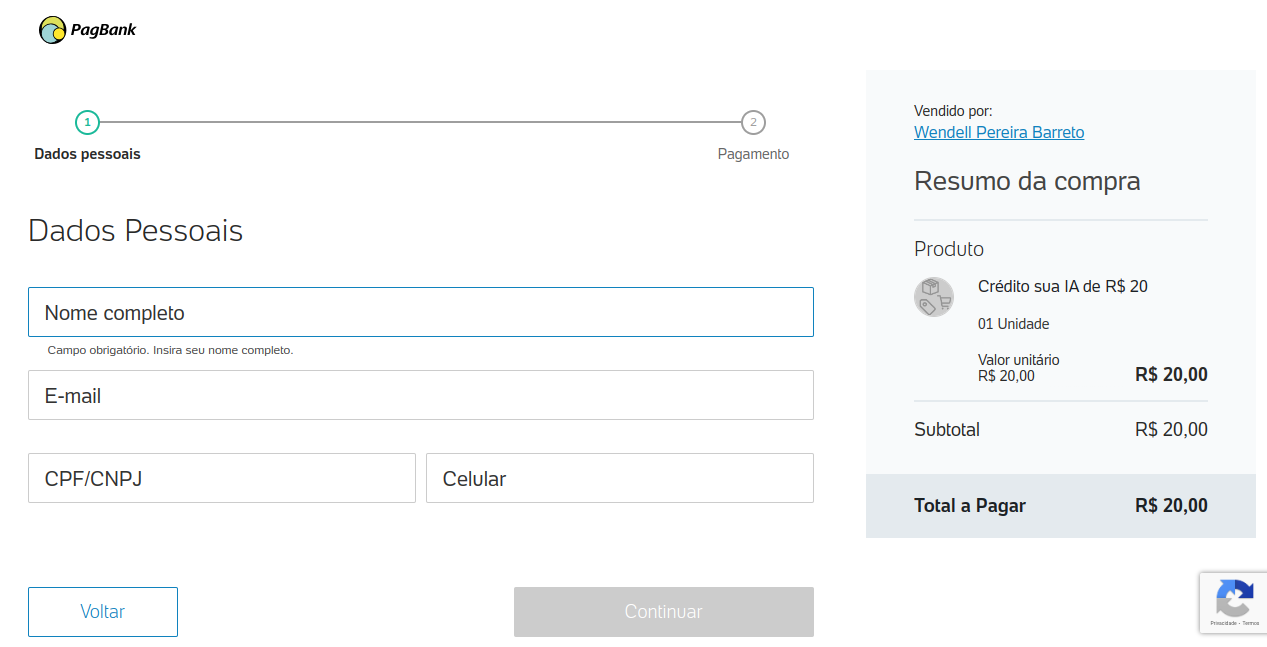 PagBank
1
2
Dados pessoais
Pagamento
Dados Pessoais
Nome completo
Campo obrigatório. Insira seu nome completo.
E-mail
CPF/CNPJ
Celular
Voltar
Continuar
Vendido por:
Wendell Pereira Barreto
Resumo da compra
Produto
Crédito sua IA de R$ 20
01 Unidade
Valor unitário
R$ 20,00
R$ 20,00
Subtotal
R$ 20,00
Total a Pagar
R$ 20,00
Privacidade - Termos